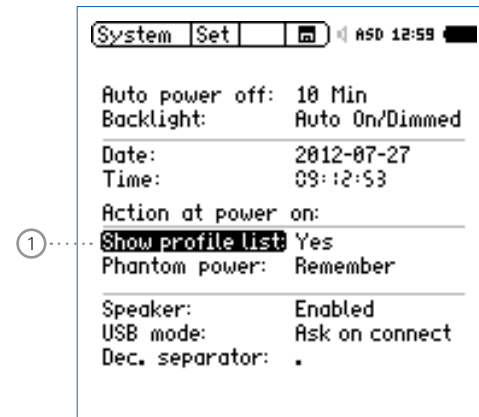 System Set ASD 12:59
Auto power off: 10 Min
Backlight: Auto On/Dimmed
Date: 2012-07-27
Time: 09:12:53
Action at power on:
1 Show profile list: Yes
Phantom power: Remember
Speaker: Enabled
USB mode: Ask on connect
Dec. separator: .